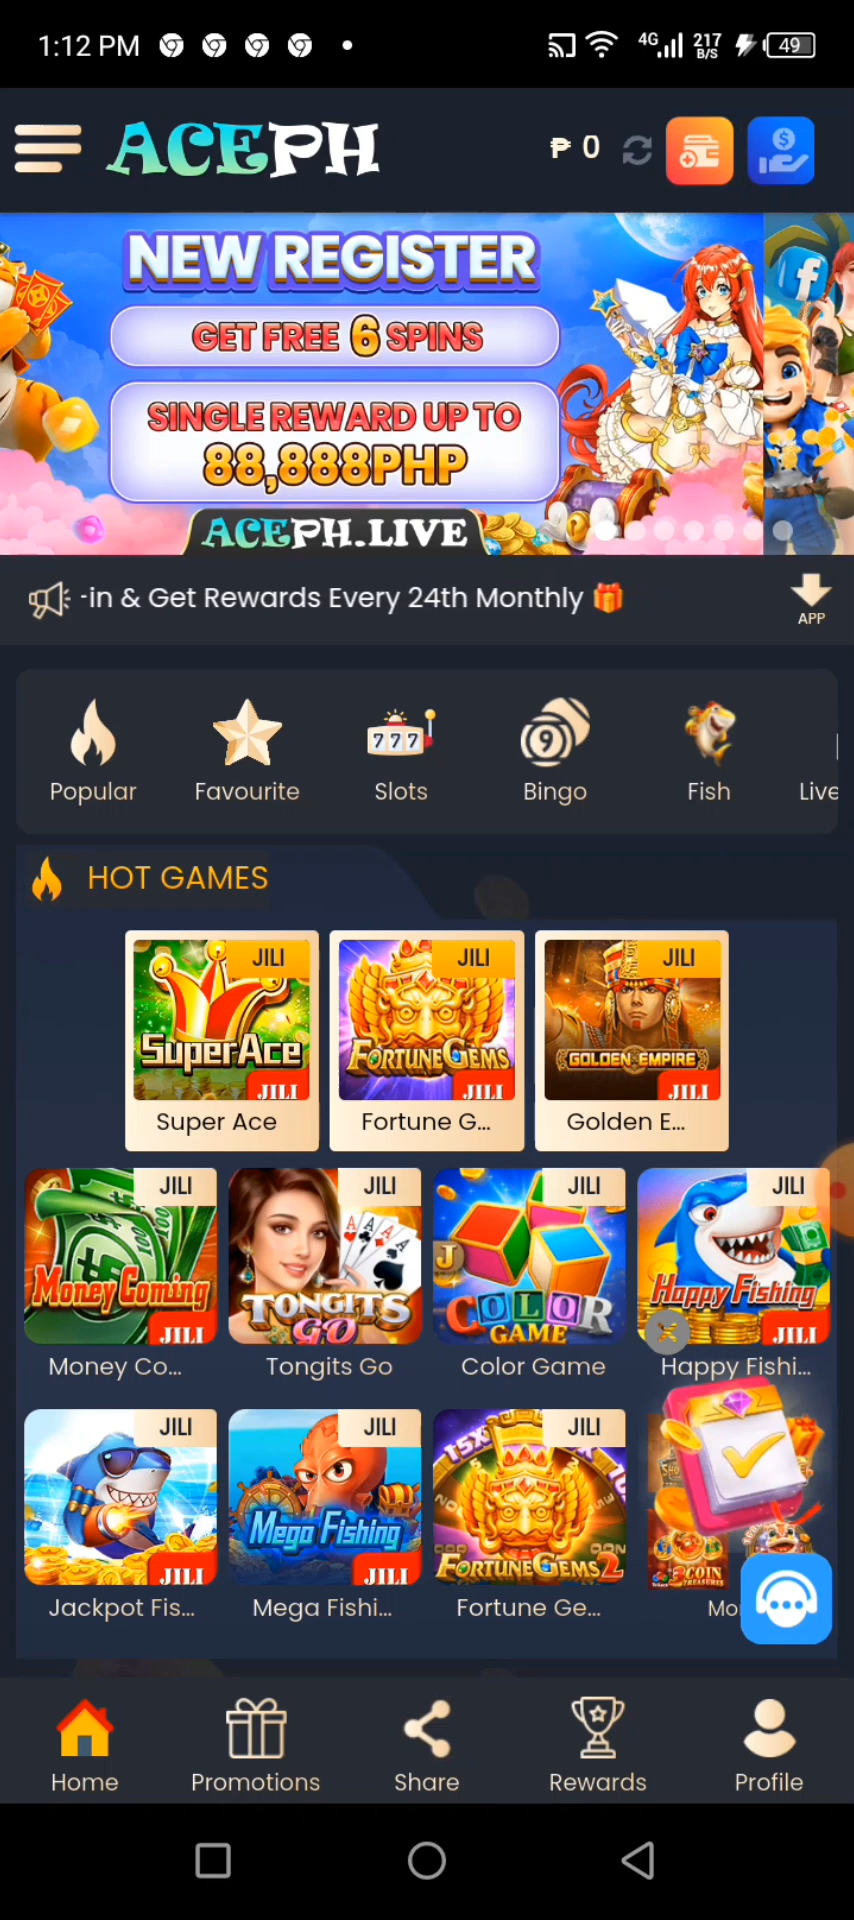 1:12 PM
4G 217 B/S 49
ACEPH
₱ 0
NEW REGISTER
GET FREE 6 SPINS
SINGLE REWARD UP TO
88,888PHP
ACEPH.LIVE
-in & Get Rewards Every 24th Monthly
APP
777
9
Popular Favourite Slots Bingo Fish Live
HOT GAMES
JILI JILI JILI
SuperAce FORTUNE GEMS GOLDEN EMPIRE
JILI JILI JILI
Super Ace Fortune G... Golden E...
JILI JILI JILI JILI
Money Coming TONGITS GO COLOR GAME Happy Fishing
JILI JILI
Money Co... Tongits Go Color Game Happy Fishi...
JILI JILI JILI
15X
Mega Fishing FORTUNE GEMS 2 3 COIN TREASURES
JILI JILI
Jackpot Fis... Mega Fishi... Fortune Ge... Mo
Home Promotions Share Rewards Profile